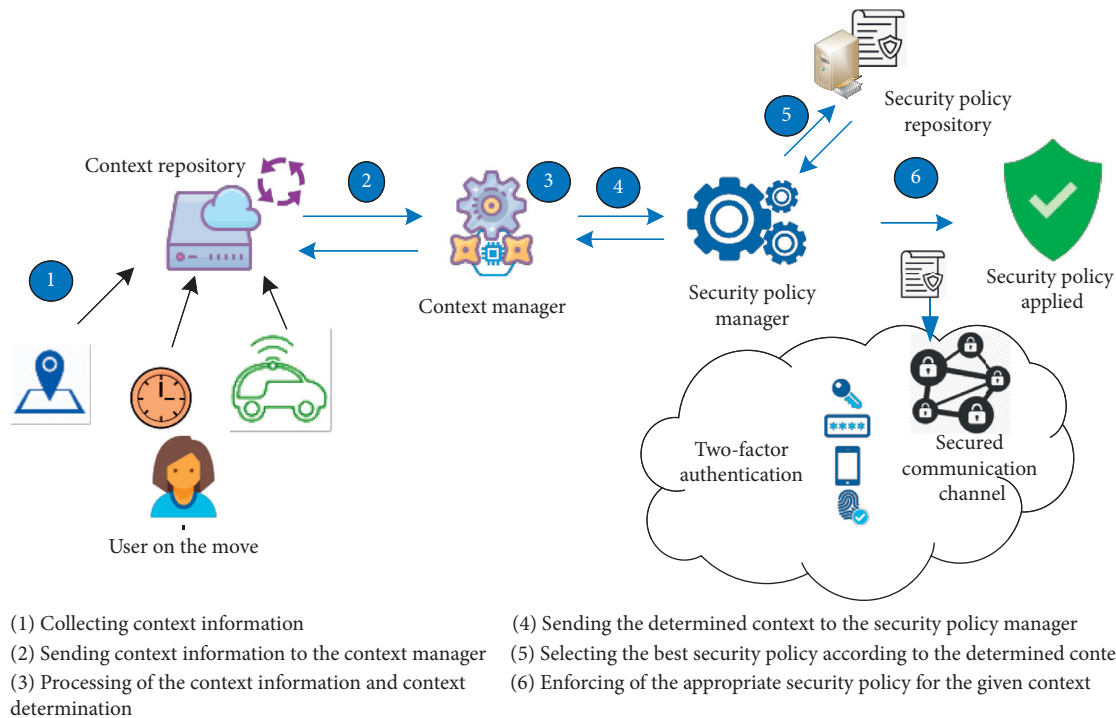 Security policy
repository
5
Context repository
2
3
4
6
1
Context manager
Security policy
manager
Security policy
applied
****
Two-factor
authentication
Secured
communication
channel
User on the move
(1) Collecting context information
(2) Sending context information to the context manager
(3) Processing of the context information and context
determination
(4) Sending the determined context to the security policy manager
(5) Selecting the best security policy according to the determined conte
(6) Enforcing of the appropriate security policy for the given context